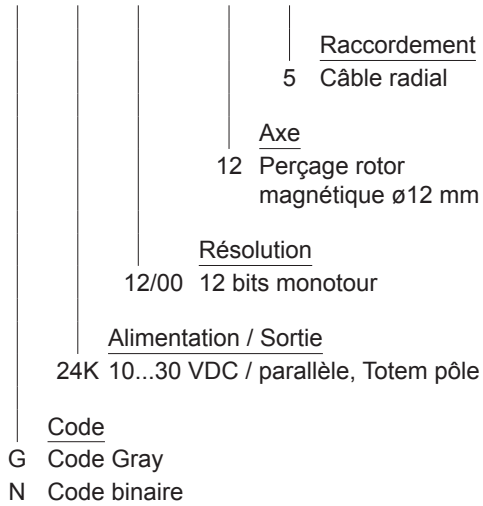 Raccordement
5 Câble radial
Axe
12 Perçage rotor
magnétique ø12 mm
Résolution
12/00 12 bits monotour
Alimentation / Sortie
24K 10...30 VDC / parallèle, Totem pôle
Code
G Code Gray
N Code binaire